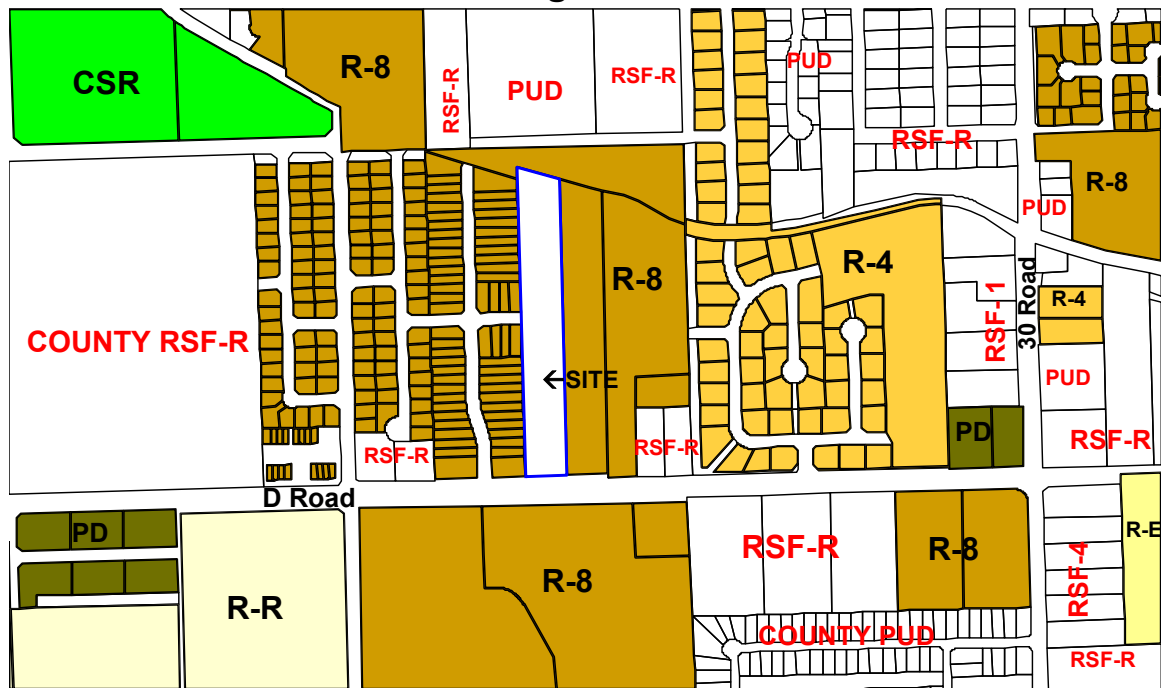 CSR
R-8
RSF-R
PUD
RSF-R
PUD
RSF-R
R-8
PUD
R-8
R-4
RSF-1
30 Road
R-4
COUNTY RSF-R
←SITE
PUD
RSF-R
RSF-R
PD
RSF-R
D Road
PD
R-R
R-8
RSF-R
R-8
RSF-4
R-E
COUNTY PUD
RSF-R